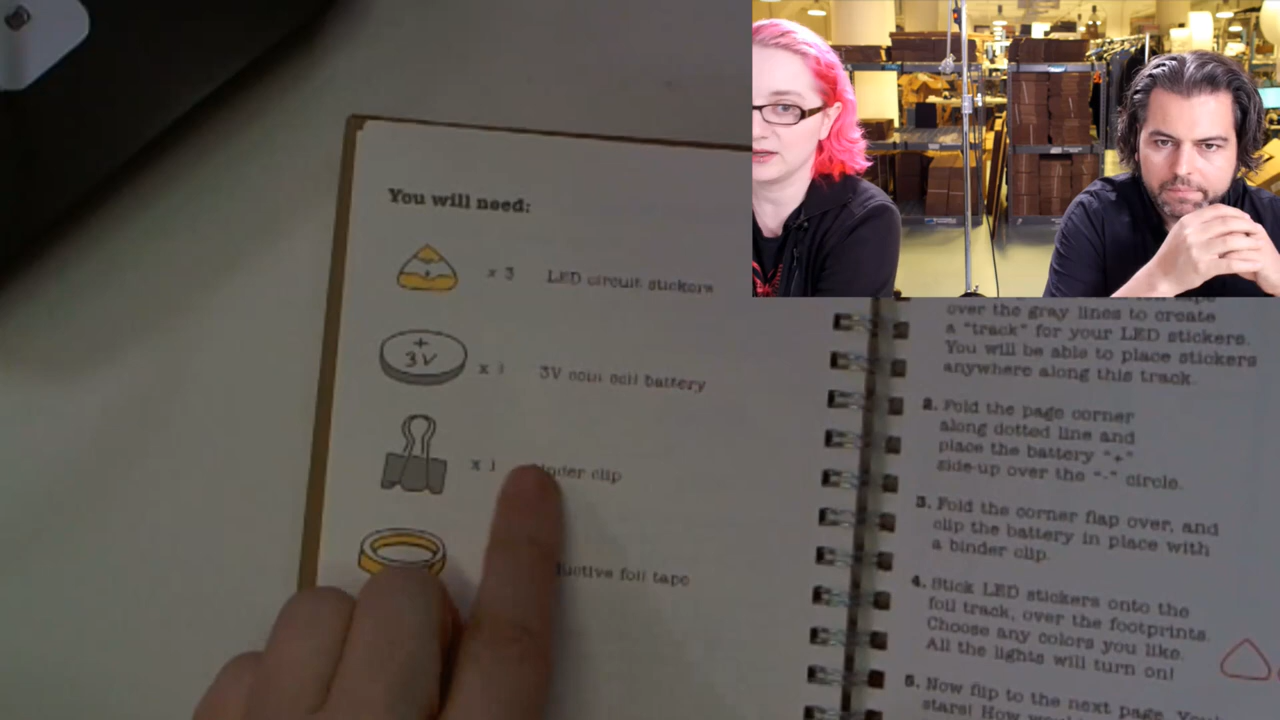 You will need:
x 3 LED circuit stickers
+
3V
x 1 3V coin cell battery
x 1 binder clip
foil tape
over the gray lines to create
a "track" for your LED stickers.
You will be able to place stickers
anywhere along this track.
2. Fold the page corner
along dotted line and
place the battery "+"
side-up over the "-" circle.
3. Fold the corner flap over, and
clip the battery in place with
a binder clip.
4. Stick LED stickers onto the
foil track, over the footprints.
Choose any colors you like.
All the lights will turn on!
5. Now flip to the next page.
stars! How